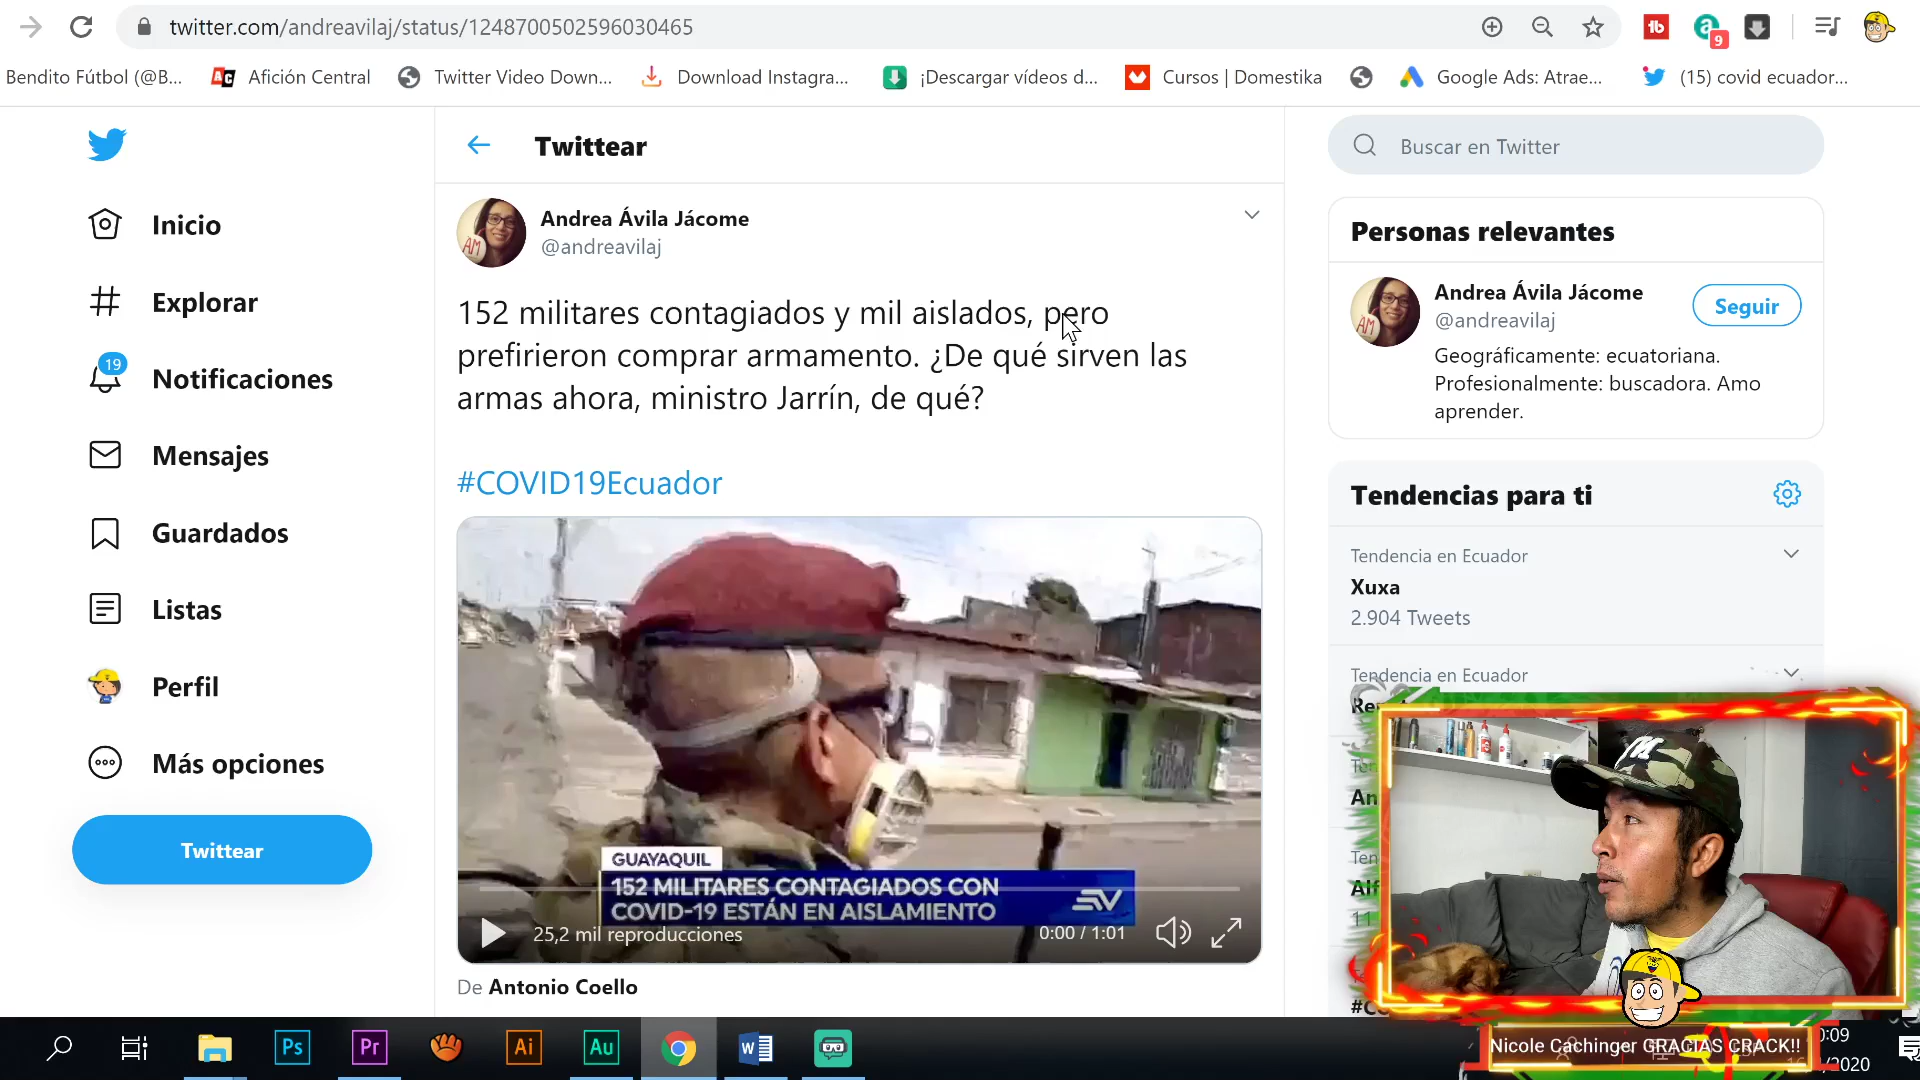 twitter.com/andreavilaj/status/1248700502596030465
9
Bendito Fútbol (@B...
Afición Central
Twitter Video Down...
Download Instagra...
¡Descargar vídeos d...
Cursos | Domestika
Google Ads: Atrae...
(15) covid ecuador...
Inicio
Explorar
19
Notificaciones
Mensajes
Guardados
Listas
Perfil
Más opciones
Twittear
Twittear
Andrea Ávila Jácome
@andreavilaj
152 militares contagiados y mil aislados, pero
prefirieron comprar armamento. ¿De qué sirven las
armas ahora, ministro Jarrín, de qué?
#COVID19Ecuador
GUAYAQUIL
152 MILITARES CONTAGIADOS CON
COVID-19 ESTÁN EN AISLAMIENTO
25,2 mil reproducciones
0:00 / 1:01
De Antonio Coello
Buscar en Twitter
Personas relevantes
Andrea Ávila Jácome
@andreavilaj
Seguir
Geográficamente: ecuatoriana.
Profesionalmente: buscadora. Amo
aprender.
Tendencias para ti
Tendencia en Ecuador
Xuxa
2.904 Tweets
Tendencia en Ecuador
Ps
Pr
Ai
Au
Nicole Cachinger GRACIAS CRACK!!